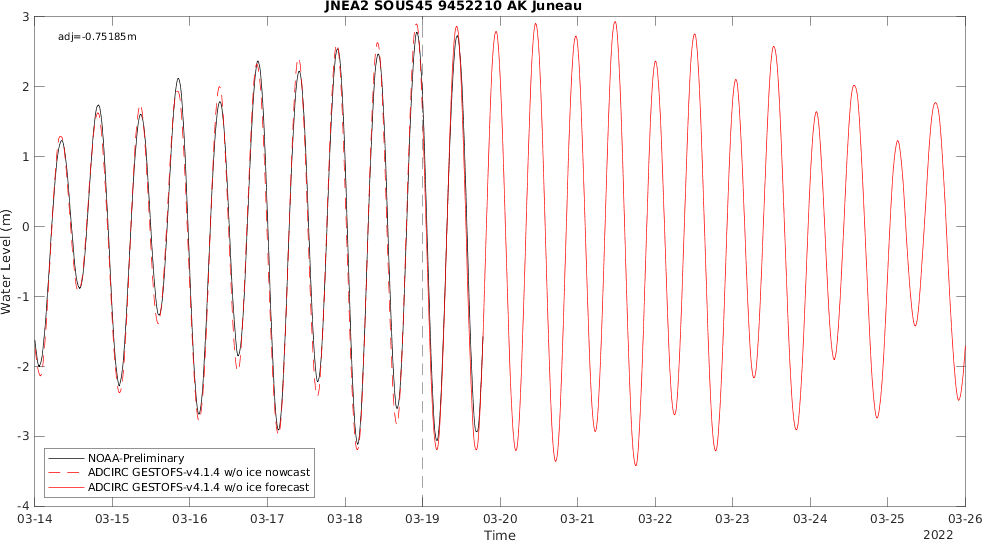 JNEA2 SOUS45 9452210 AK Juneau
adj=-0.75185m
3
2
1
0
-1
-2
-3
-4
Water Level (m)
NOAA-Preliminary
ADCIRC GESTOFS-v4.1.4 w/o ice nowcast
ADCIRC GESTOFS-v4.1.4 w/o ice forecast
03-14 03-15 03-16 03-17 03-18 03-19 03-20 03-21 03-22 03-23 03-24 03-25 03-26
Time
2022